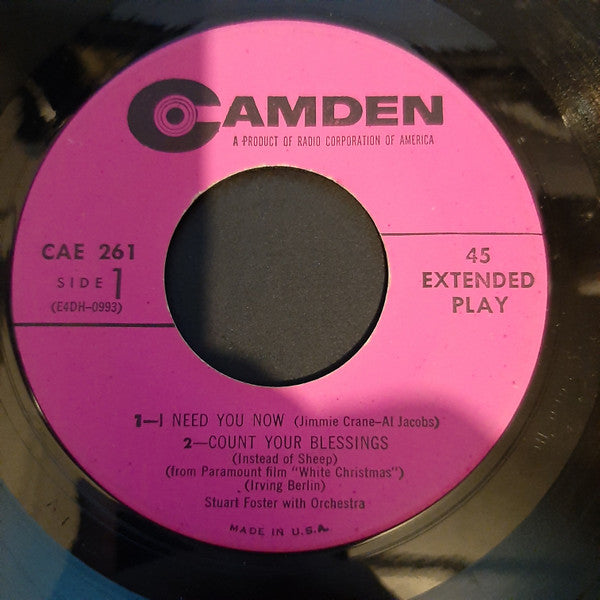 CAMDEN
A PRODUCT OF RADIO CORPORATION OF AMERICA
CAE 261
SIDE 1
(E4DH-0993)
45
EXTENDED
PLAY
1—I NEED YOU NOW (Jimmie Crane-Al Jacobs)
2—COUNT YOUR BLESSINGS
(Instead of Sheep)
(from Paramount film "White Christmas")
(Irving Berlin)
Stuart Foster with Orchestra
MADE IN U.S.A.